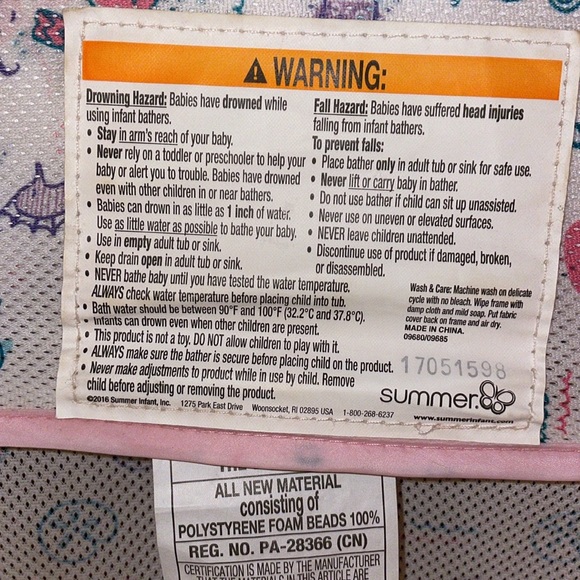 ⚠ WARNING:
Drowning Hazard: Babies have drowned while
using infant bathers.
• Stay in arm's reach of your baby.
• Never rely on a toddler or preschooler to help your
baby or alert you to trouble. Babies have drowned
even with other children in or near bathers.
• Babies can drown in as little as 1 inch of water.
Use as little water as possible to bathe your baby.
• Use in empty adult tub or sink.
• Keep drain open in adult tub or sink.
• NEVER bathe baby until you have tested the water temperature.
ALWAYS check water temperature before placing child into tub.
• Bath water should be between 90°F and 100°F (32.2°C and 37.8°C).
• Infants can drown even when other children are present.
• This product is not a toy. DO NOT allow children to play with it.
• ALWAYS make sure the bather is secure before placing child on the product.
• Never make adjustments to product while in use by child. Remove
child before adjusting or removing the product.
©2016 Summer Infant, Inc. 1275 Park East Drive Woonsocket, RI 02895 USA 1-800-268-6237
Fall Hazard: Babies have suffered head injuries
falling from infant bathers.
To prevent falls:
• Place bather only in adult tub or sink for safe use.
• Never lift or carry baby in bather.
• Do not use bather if child can sit up unassisted.
• Never use on uneven or elevated surfaces.
• NEVER leave children unattended.
• Discontinue use of product if damaged, broken,
or disassembled.
Wash & Care: Machine wash on delicate
cycle with no bleach. Wipe frame with
damp cloth and mild soap. Put fabric
cover back on frame and air dry.
MADE IN CHINA.
09680/09685
17051598
summer
www.summerinfant.com
ALL NEW MATERIAL
consisting of
POLYSTYRENE FOAM BEADS 100%
REG. NO. PA-28366 (CN)
CERTIFICATION IS MADE BY THE MANUFACTURER
THAT THE MATERIALS IN THIS ARTICLE ARE